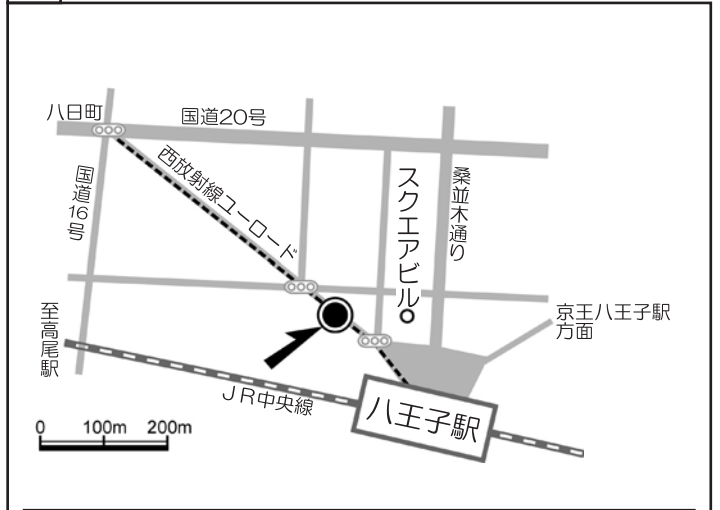 八日町
国道20号
国道16号
西放射線ユーロード
スクエアビル
桑並木通り
京王八王子駅
方面
至高尾駅
JR中央線
八王子駅
0 100m 200m